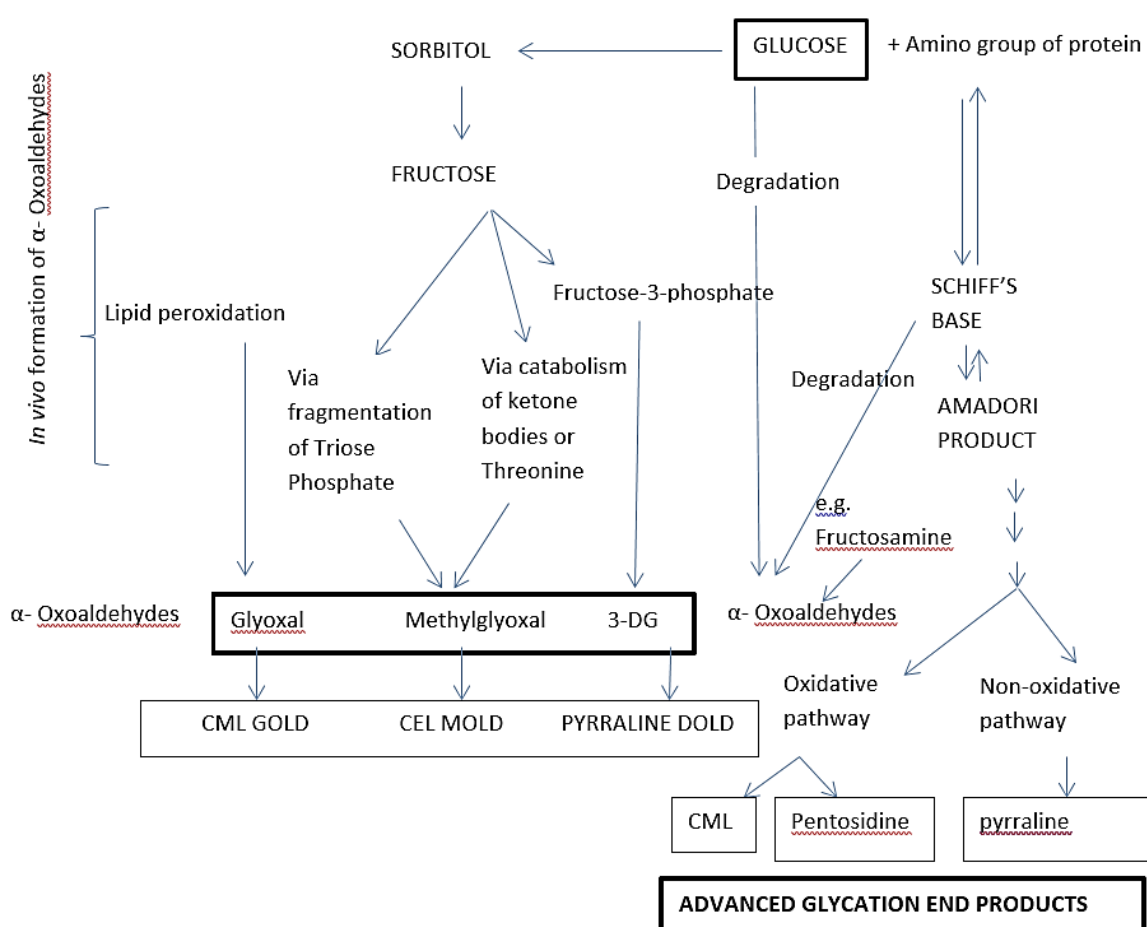 SORBITOL
GLUCOSE
+ Amino group of protein
In vivo formation of α- Oxoaldehydes
FRUCTOSE
Degradation
Lipid peroxidation
Fructose-3-phosphate
SCHIFF'S
BASE
Via
fragmentation
of Triose
Phosphate
Via catabolism
of ketone
bodies or
Threonine
Degradation
AMADORI
PRODUCT
e.g.
Fructosamine
α- Oxoaldehydes
Glyoxal
Methylglyoxal
3-DG
α- Oxoaldehydes
CML GOLD
CEL MOLD
PYRRALINE DOLD
Oxidative
pathway
Non-oxidative
pathway
CML
Pentosidine
pyrraline
ADVANCED GLYCATION END PRODUCTS